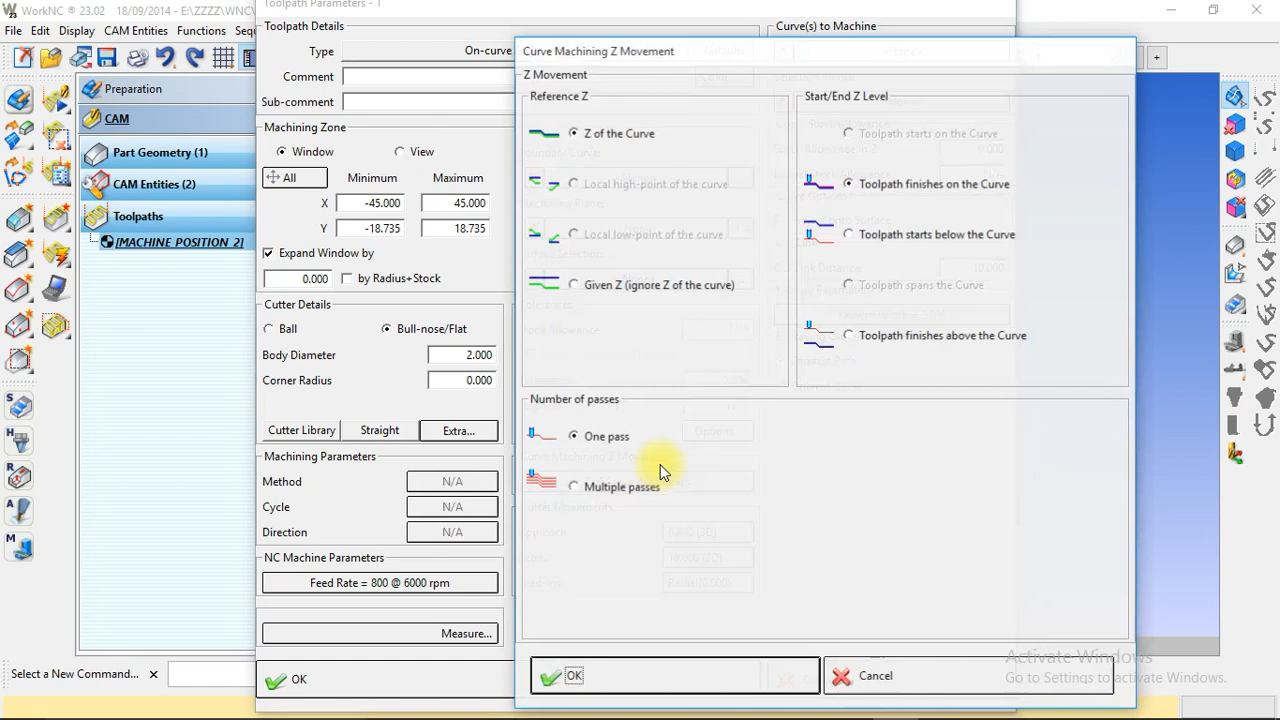 WorkNC ® 23.02   18/09/2014 - E:\ZZZZ\WNC\
Toolpath Parameters - 1
File Edit Display CAM Entities Functions
Toolpath Details
Curve(s) to Machine
Type On-curve
Comment
Sub-comment
Curve Machining Z Movement
Z Movement
Preparation
CAM
Part Geometry (1)
CAM Entities (2)
Toolpaths
[MACHINE POSITION 2]
Machining Zone
Window View
All Minimum Maximum
X -45.000 45.000
Y -18.735 18.735
Expand Window by
0.000 by Radius+Stock
Cutter Details
Ball Bull-nose/Flat
Body Diameter 2.000
Corner Radius 0.000
Cutter Library Straight Extra...
Machining Parameters
Method N/A
Cycle N/A
Direction N/A
NC Machine Parameters
Feed Rate = 800 @ 6000 rpm
Measure...
OK
Reference Z
Z of the Curve
Local high-point of the curve
Local low-point of the curve
Given Z (ignore Z of the curve)
Start/End Z Level
Toolpath starts on the Curve
Toolpath finishes on the Curve
Toolpath starts below the Curve
Toolpath spans the Curve
Toolpath finishes above the Curve
Number of passes
One pass
Multiple passes
OK Cancel
Select a New Command...
Activate Windows
Go to Settings to activate Windows.